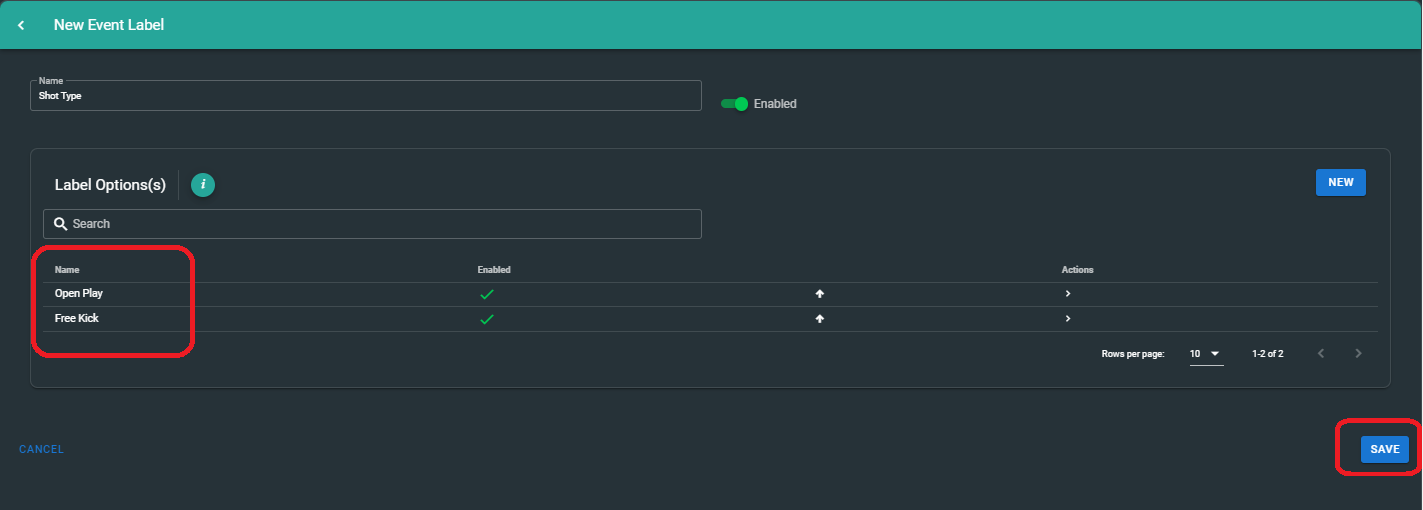 New Event Label
Name
Shot Type
Enabled
Label Options(s)
i
NEW
Search
Name Enabled Actions
Open Play
Free Kick
Rows per page: 10 1-2 of 2
CANCEL
SAVE